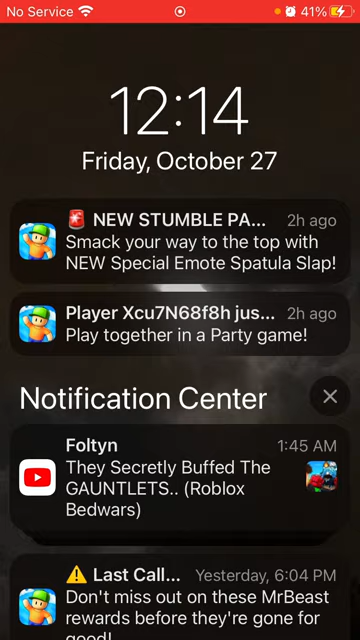 No Service 41%
12:14
Friday, October 27
🚨 NEW STUMBLE PA... 2h ago
Smack your way to the top with
NEW Special Emote Spatula Slap!
Player Xcu7N68f8h jus... 2h ago
Play together in a Party game!
Notification Center
Foltyn 1:45 AM
They Secretly Buffed The
GAUNTLETS.. (Roblox
Bedwars)
⚠️ Last Call... Yesterday, 6:04 PM
Don't miss out on these MrBeast
rewards before they're gone for
good!